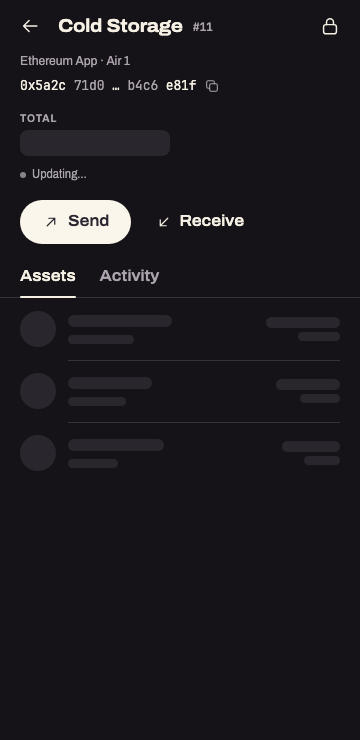 Cold Storage #11
Ethereum App · Air 1
0x5a2c 71d0 … b4c6 e81f
TOTAL
Updating…
Send Receive
Assets Activity